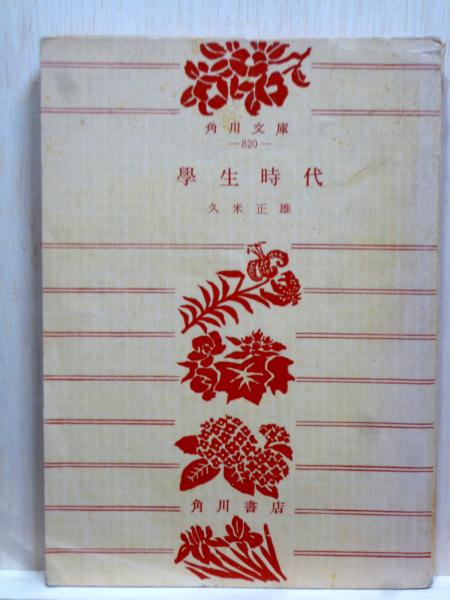 角川文庫
—820—
學生時代
久米正雄
角川書店